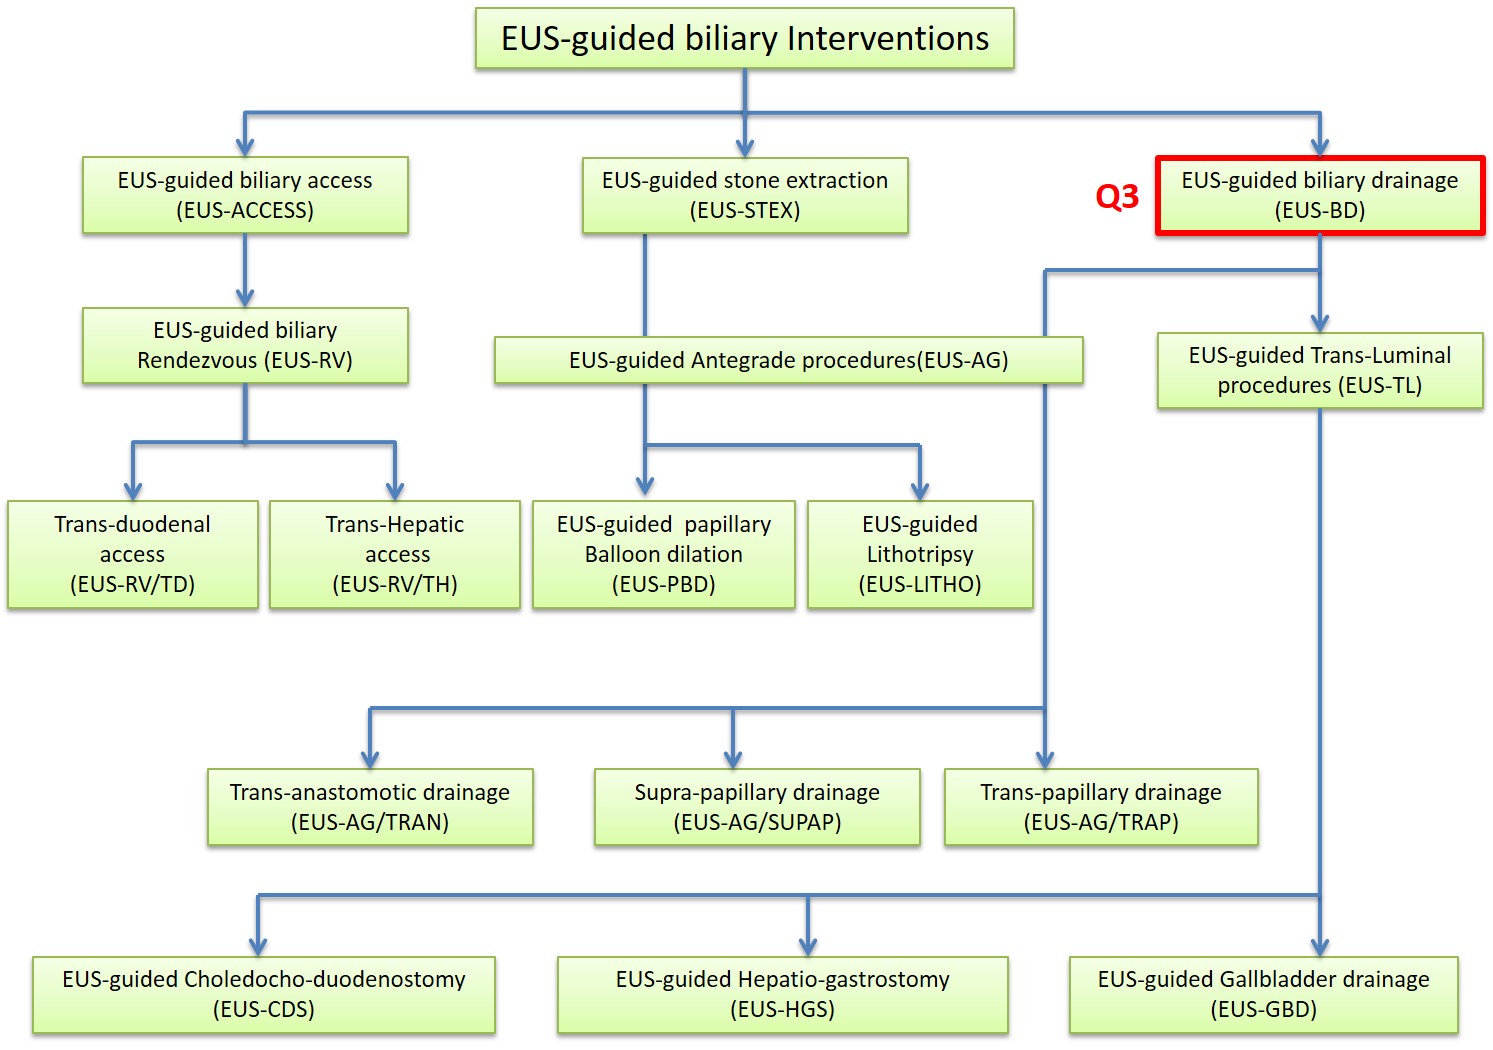 EUS-guided biliary Interventions
EUS-guided biliary access
(EUS-ACCESS)
EUS-guided stone extraction
(EUS-STEX)
Q3
EUS-guided biliary drainage
(EUS-BD)
EUS-guided biliary
Rendezvous (EUS-RV)
EUS-guided Antegrade procedures(EUS-AG)
EUS-guided Trans-Luminal
procedures (EUS-TL)
Trans-duodenal
access
(EUS-RV/TD)
Trans-Hepatic
access
(EUS-RV/TH)
EUS-guided papillary
Balloon dilation
(EUS-PBD)
EUS-guided
Lithotripsy
(EUS-LITHO)
Trans-anastomotic drainage
(EUS-AG/TRAN)
Supra-papillary drainage
(EUS-AG/SUPAP)
Trans-papillary drainage
(EUS-AG/TRAP)
EUS-guided Choledocho-duodenostomy
(EUS-CDS)
EUS-guided Hepatio-gastrostomy
(EUS-HGS)
EUS-guided Gallbladder drainage
(EUS-GBD)